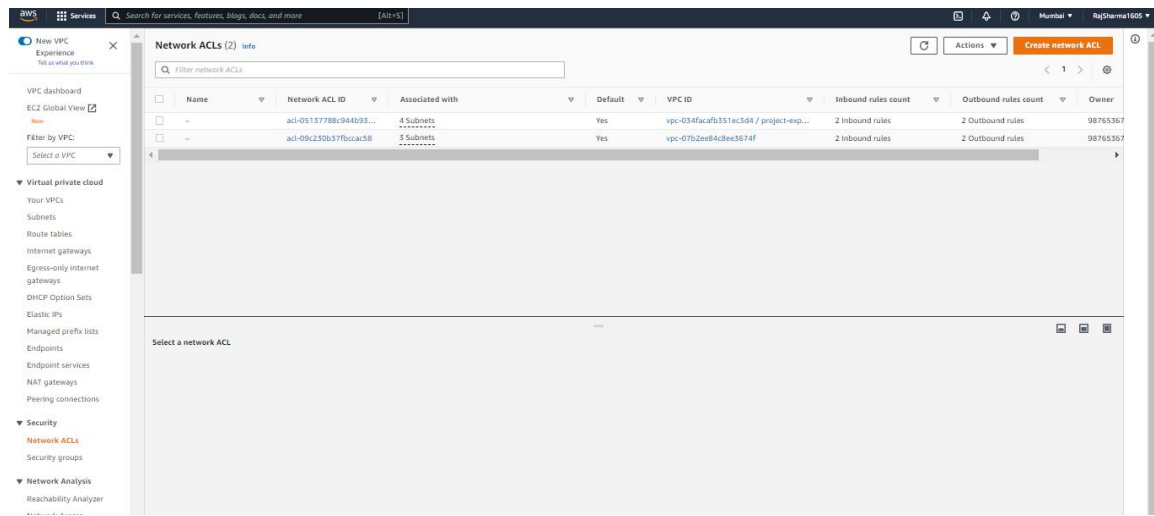 aws Services Search for services, features, blogs, docs, and more [Alt+S] Mumbai ▼ RajSharma1605 ▼
New VPC Experience
Tell us what you think
VPC dashboard
EC2 Global View
New
Filter by VPC:
Select a VPC
Virtual private cloud
Your VPCs
Subnets
Route tables
Internet gateways
Egress-only internet
gateways
DHCP Option Sets
Elastic IPs
Managed prefix lists
Endpoints
Endpoint services
NAT gateways
Peering connections
Security
Network ACLs
Security groups
Network Analysis
Reachability Analyzer
Network Access
Network ACLs (2) Info Actions ▼ Create network ACL
Filter network ACLs < 1 >
Name Network ACL ID Associated with Default VPC ID Inbound rules count Outbound rules count Owner
– acl-05137788c944b93... 4 Subnets Yes vpc-034facafb351ec3d4 / project-exp... 2 Inbound rules 2 Outbound rules 98765367
– acl-09c230b37fbccac58 3 Subnets Yes vpc-07b2ee84c8ee3674f 2 Inbound rules 2 Outbound rules 98765367
Select a network ACL